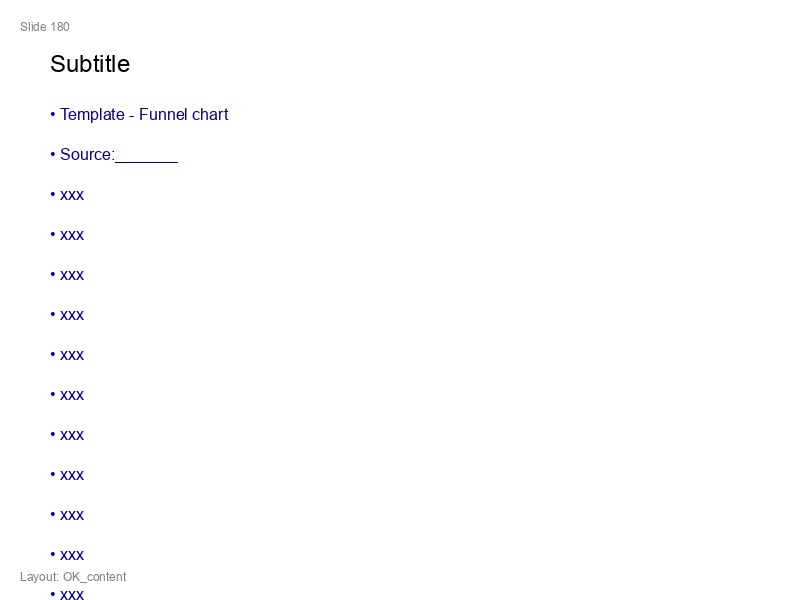 Slide 180
Subtitle
• Template - Funnel chart
• Source:_______
• xxx
• xxx
• xxx
• xxx
• xxx
• xxx
• xxx
• xxx
• xxx
• xxx
Layout: OK_content
• xxx